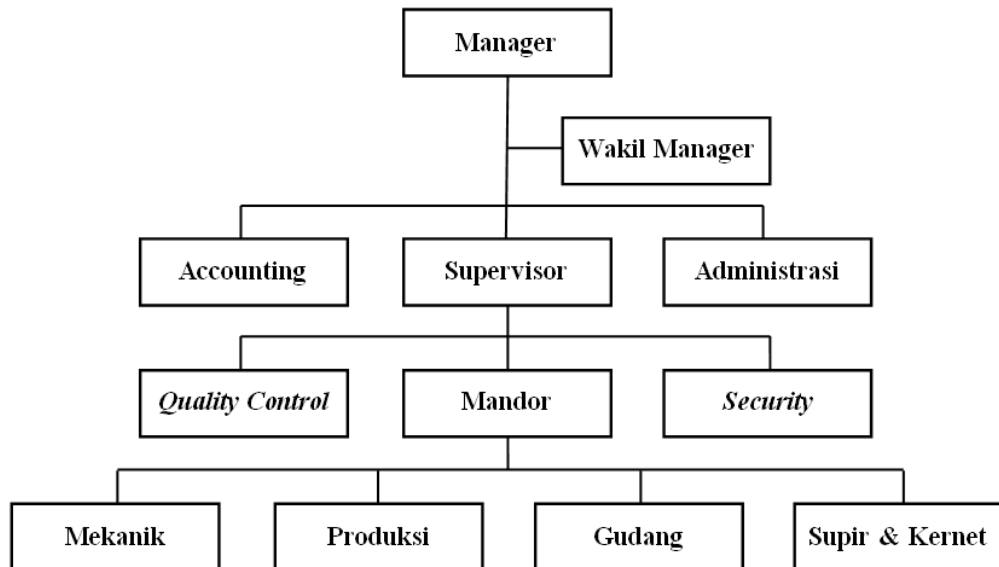 Manager
Wakil Manager
Accounting
Supervisor
Administrasi
Quality Control
Mandor
Security
Mekanik
Produksi
Gudang
Supir & Kernet